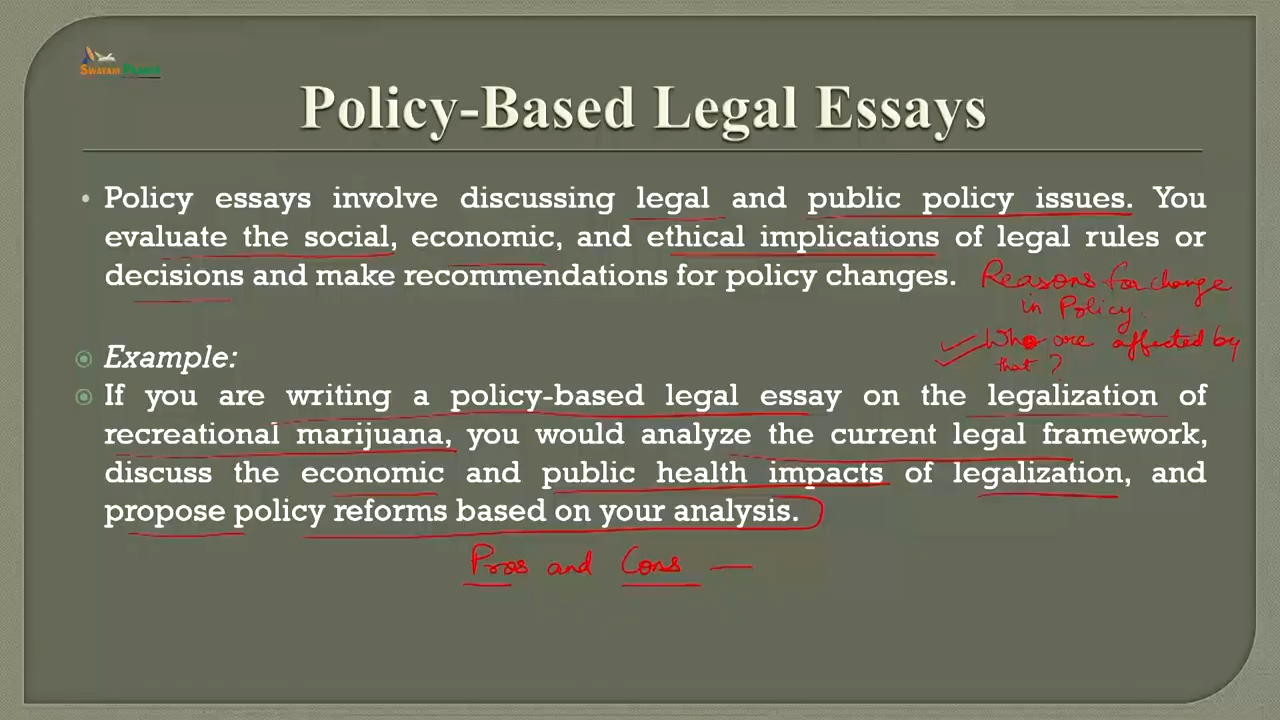 SWAYAM PRABHA
Policy-Based Legal Essays
• Policy essays involve discussing legal and public policy issues. You
evaluate the social, economic, and ethical implications of legal rules or
decisions and make recommendations for policy changes.
Reasons for change
in Policy.
Who are affected by
that ?
Example:
If you are writing a policy-based legal essay on the legalization of
recreational marijuana, you would analyze the current legal framework,
discuss the economic and public health impacts of legalization, and
propose policy reforms based on your analysis.
Pros and Cons —